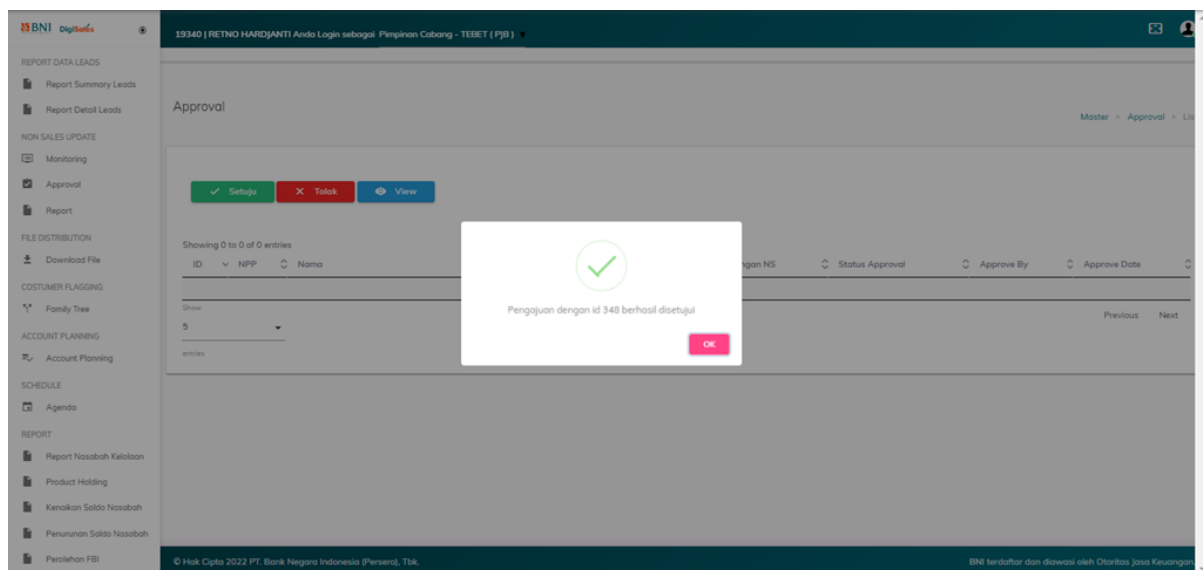 BNI DigiSales
19340 | RETNO HARDJANTI Anda Login sebagai Pimpinan Cabang - TEBET ( PJB )
REPORT DATA LEADS
Report Summary Leads
Report Detail Leads
NON SALES UPDATE
Monitoring
Approval
Report
FILE DISTRIBUTION
Download File
COSTUMER FLAGGING
Family Tree
ACCOUNT PLANNING
Account Planning
SCHEDULE
Agenda
REPORT
Report Nasabah Kelolaan
Product Holding
Kenaikan Saldo Nasabah
Penurunan Saldo Nasabah
Perolehan FBI
Approval
Master > Approval > Lis
Setuju Tolak View
Showing 0 to 0 of 0 entries
ID NPP Nama ngan NS Status Approval Approve By Approve Date
Show
5
entries
Previous Next
Pengajuan dengan id 348 berhasil disetujui
OK
© Hak Cipta 2022 PT. Bank Negara Indonesia (Persero), Tbk.
BNI terdaftar dan diawasi oleh Otoritas Jasa Keuangan